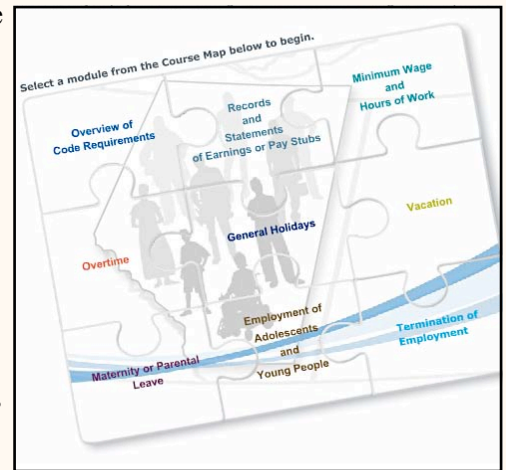 Select a module from the Course Map below to begin.
Overview of
Code Requirements
Records
and
Statements
of Earnings or Pay Stubs
Minimum Wage
and
Hours of Work
Overtime
General Holidays
Vacation
Maternity or Parental
Leave
Employment of
Adolescents
and
Young People
Termination of
Employment